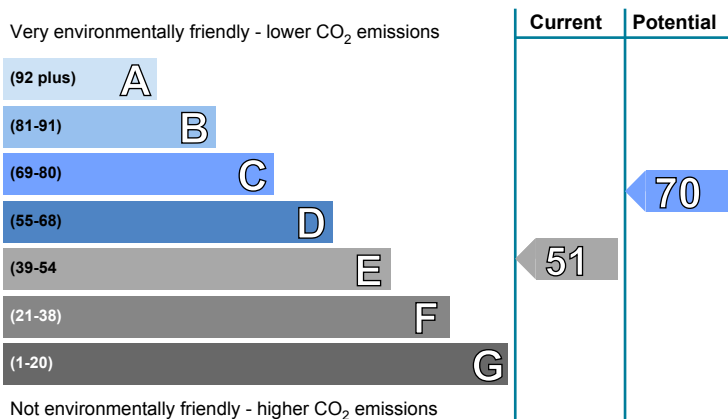 Current Potential
Very environmentally friendly - lower CO2 emissions
(92 plus) A
(81-91) B
(69-80) C
70
(55-68) D
(39-54 E
51
(21-38) F
(1-20) G
Not environmentally friendly - higher CO2 emissions